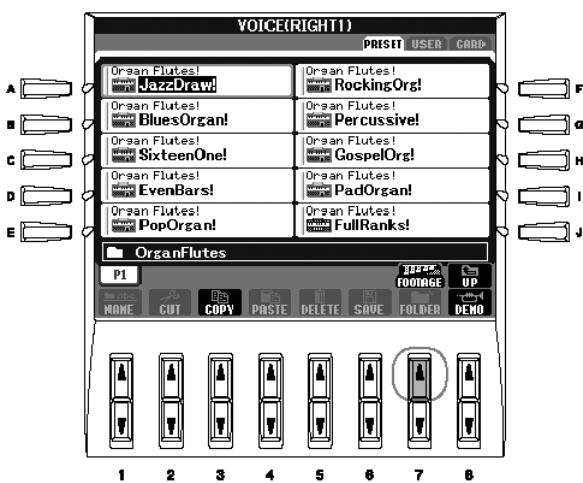 VOICE(RIGHT1)
PRESET USER CARD
A Organ Flutes! Organ Flutes! F
JazzDraw! RockingOrg!
B Organ Flutes! Organ Flutes! G
BluesOrgan! Percussive!
C Organ Flutes! Organ Flutes! H
SixteenOne! GospelOrg!
D Organ Flutes! Organ Flutes! I
EvenBars! PadOrgan!
E Organ Flutes! Organ Flutes! J
PopOrgan! FullRanks!
OrganFlutes
P1 FOOTAGE UP
NAME CUT COPY PASTE DELETE SAVE FOLDER DEMO
1 2 3 4 5 6 7 8